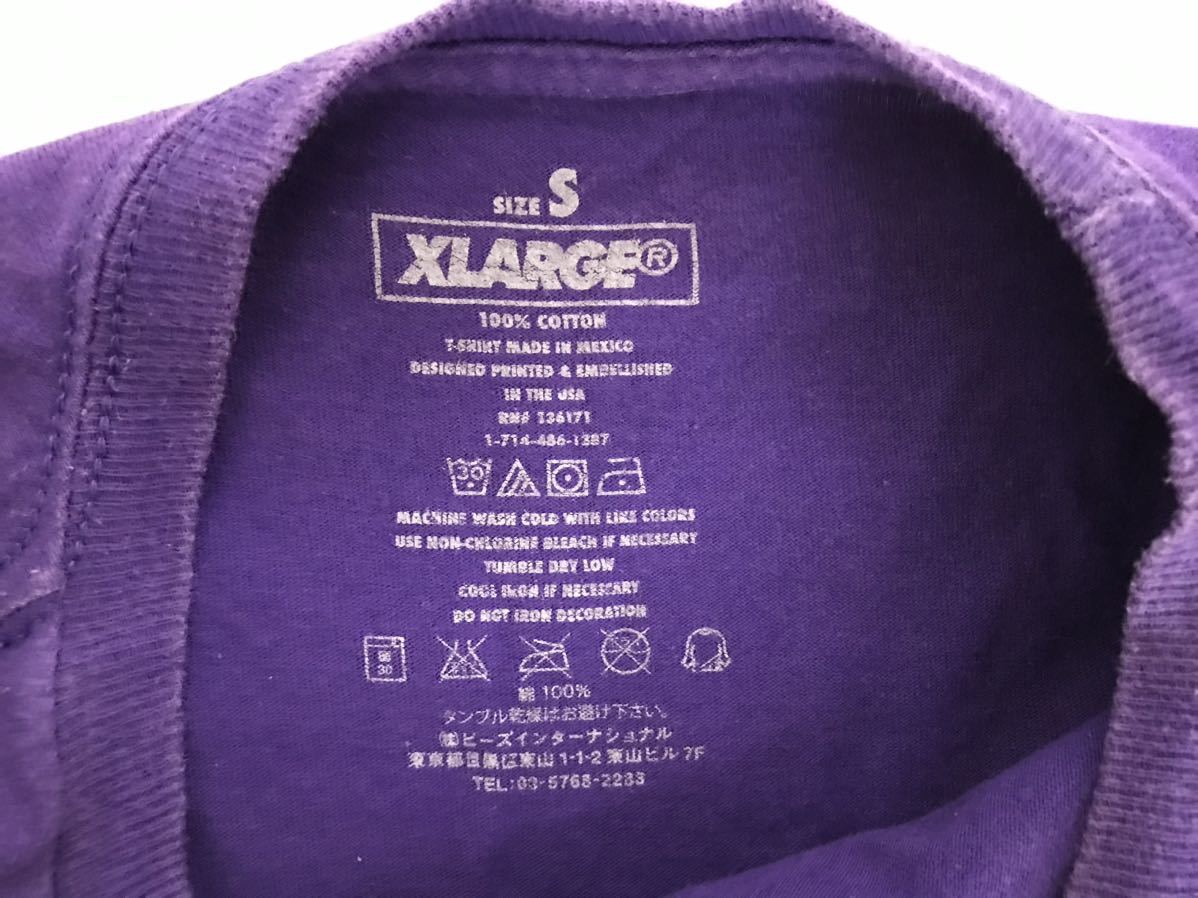 SIZE S
XLARGE®
100% COTTON
T-SHIRT MADE IN MEXICO
DESIGNED PRINTED & EMBELLISHED
IN THE USA
RN# 136171
1-714-486-1387
30
MACHINE WASH COLD WITH LIKE COLORS
USE NON-CHLORINE BLEACH IF NECESSARY
TUMBLE DRY LOW
COOL IRON IF NECESSARY
DO NOT IRON DECORATION
30
綿 100%
タンブル乾燥はお避け下さい。
㈱ビーズインターナショナル
東京都目黒区東山1-1-2 東山ビル 7F
TEL:03-5768-2283